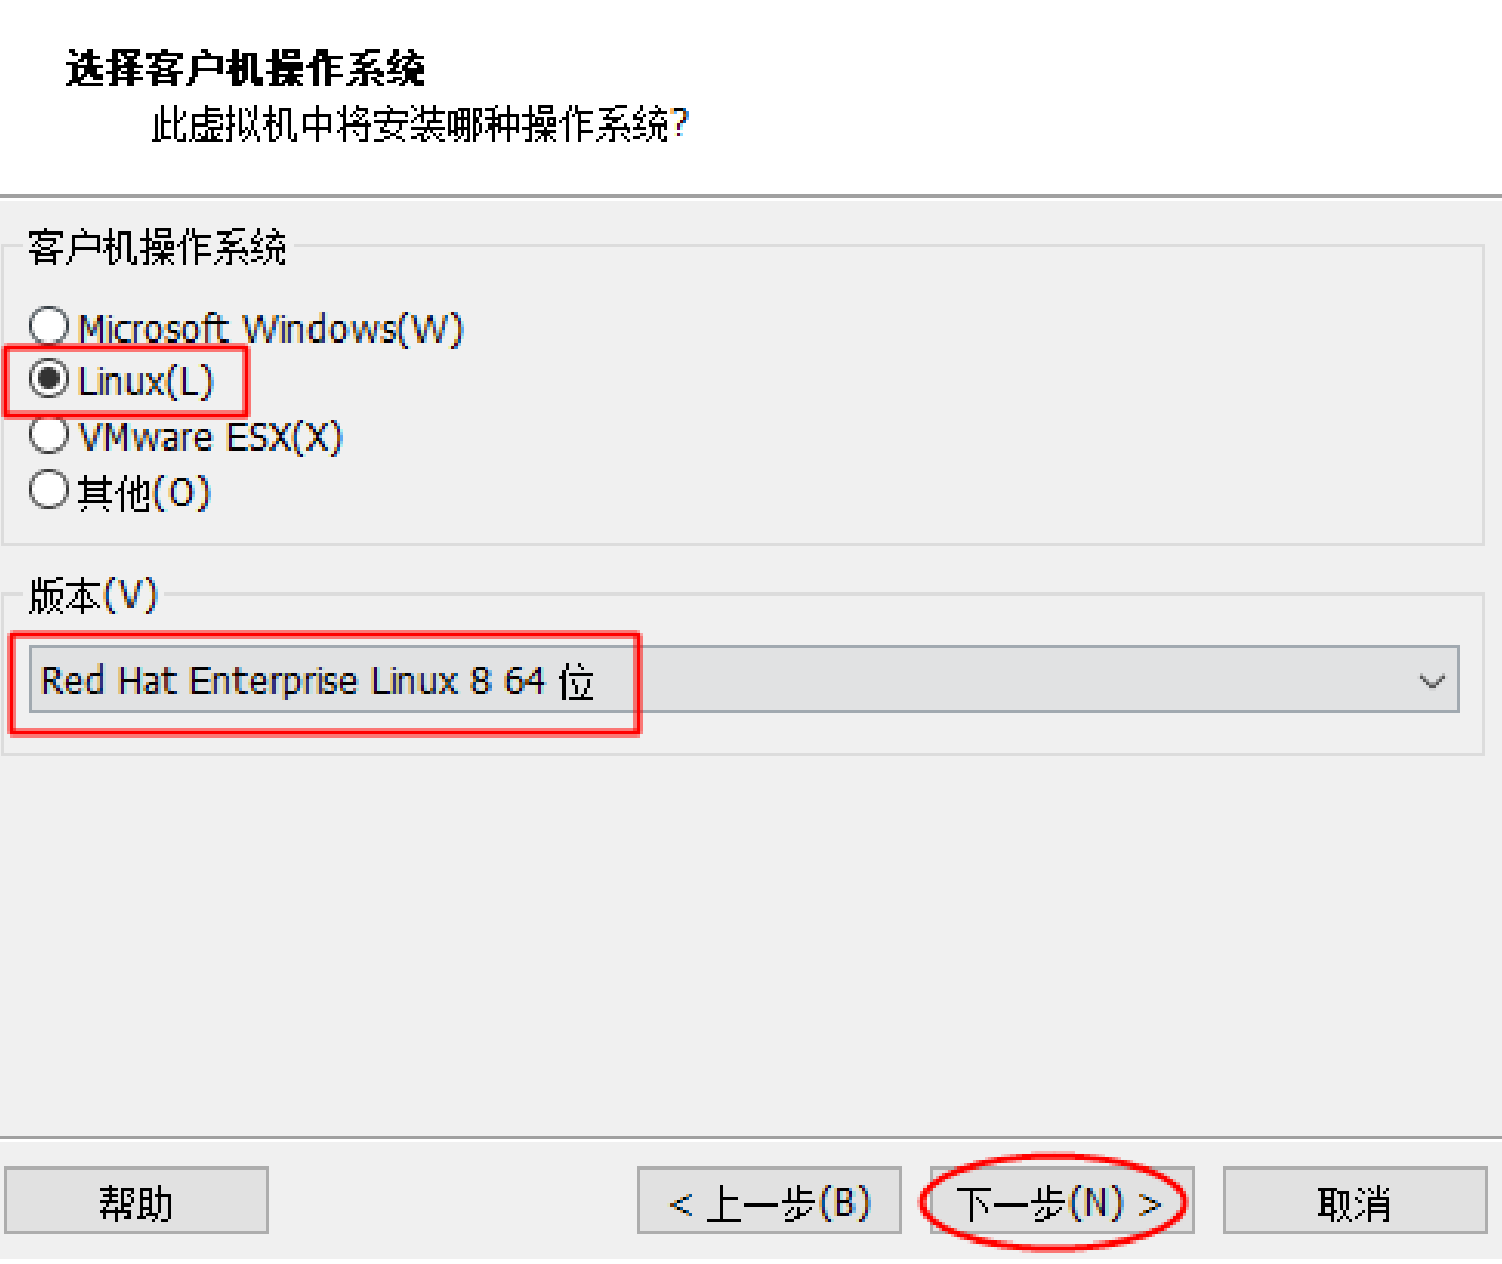 选择客户机操作系统
此虚拟机中将安装哪种操作系统?
客户机操作系统
Microsoft Windows(W)
Linux(L)
VMware ESX(X)
其他(O)
版本(V)
Red Hat Enterprise Linux 8 64 位
帮助
< 上一步(B)
下一步(N) >
取消